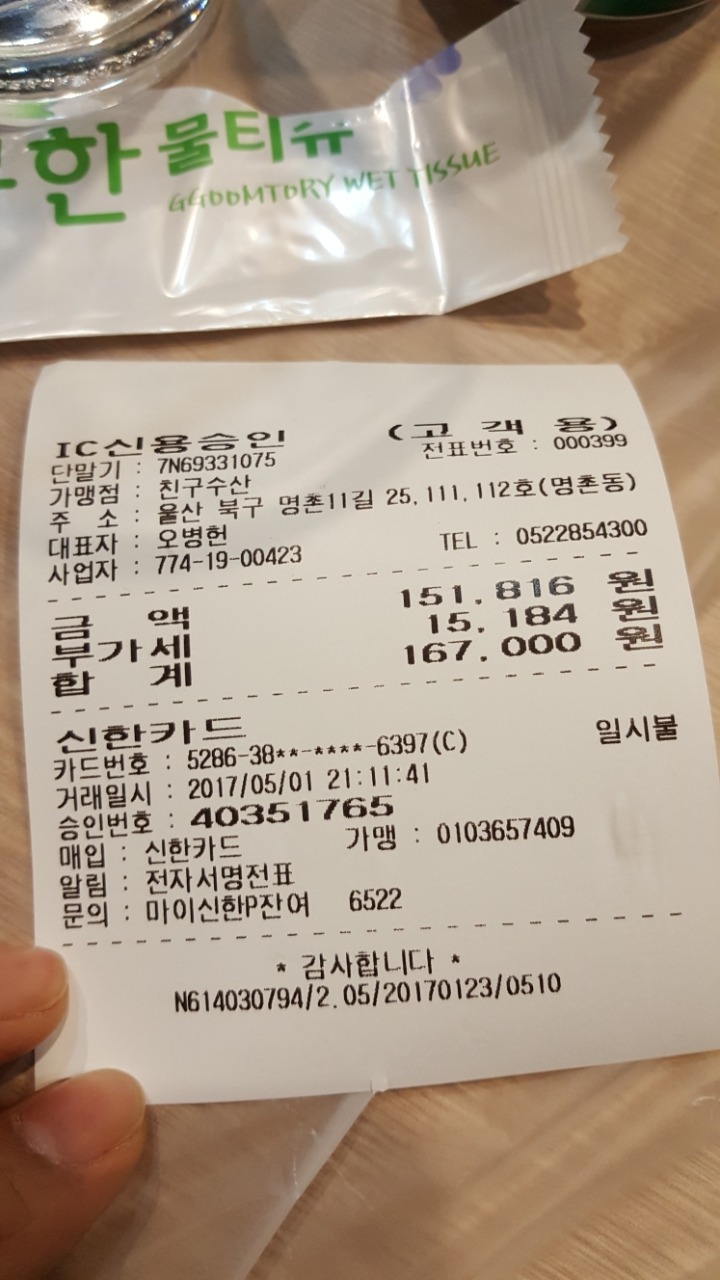 한 물티슈
GGOOMTORY WET TISSUE
IC신용승인 (고 객 용)
단말기 : 7N69331075 전표번호 : 000399
가맹점 : 친구수산
주 소 : 울산 북구 명촌11길 25,111,112호(명촌동)
대표자 : 오병헌
사업자 : 774-19-00423 TEL : 0522854300
금 액 151,816 원
부가세 15,184 원
합 계 167,000 원
신한카드 일시불
카드번호 : 5286-38**-****-6397(C)
거래일시 : 2017/05/01 21:11:41
승인번호 : 40351765
매입 : 신한카드 가맹 : 0103657409
알림 : 전자서명전표
문의 : 마이신한P잔여 6522
* 감사합니다 *
N614030794/2.05/20170123/0510